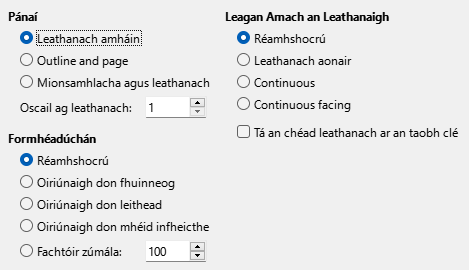 Pánaí
Leathanach amháin
Outline and page
Mionsamhlacha agus leathanach
Oscail ag leathanach: 1
Formhéadúchán
Réamhshocrú
Oiriúnaigh don fhuinneog
Oiriúnaigh don leithead
Oiriúnaigh don mhéid infheicthe
Fachtóir zúmála: 100
Leagan Amach an Leathanaigh
Réamhshocrú
Leathanach aonair
Continuous
Continuous facing
Tá an chéad leathanach ar an taobh clé